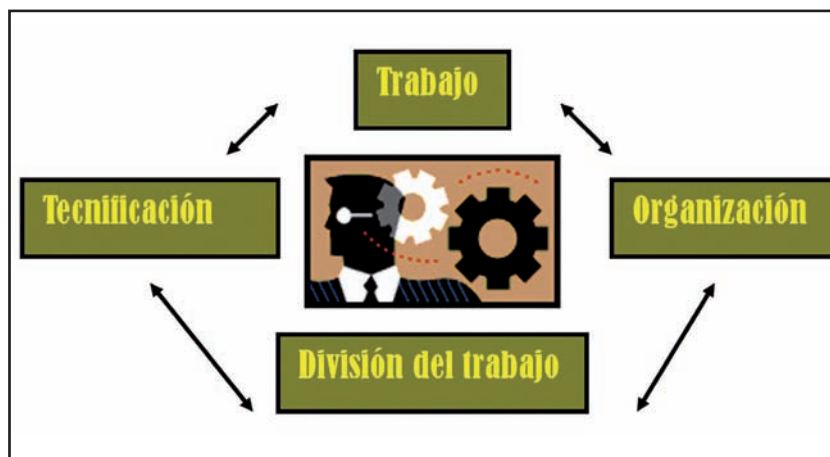 Trabajo
Tecnificación
Organización
División del trabajo